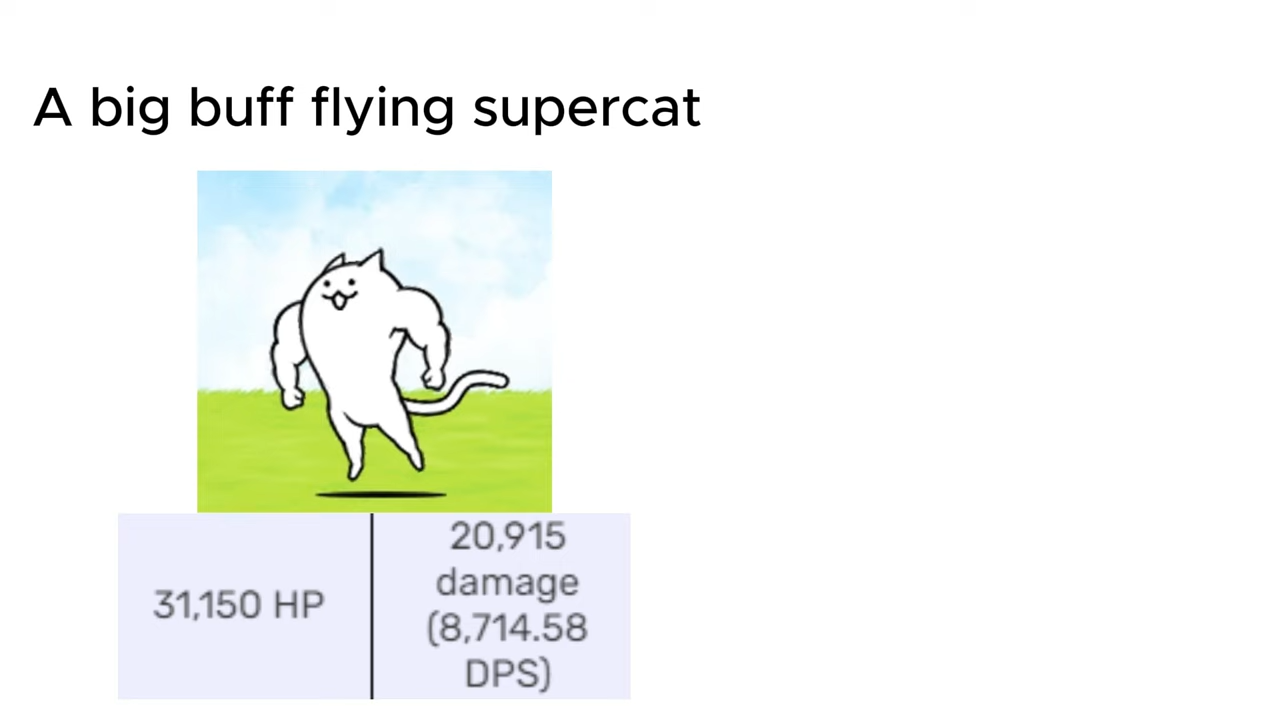 A big buff flying supercat
31,150 HP
20,915
damage
(8,714.58
DPS)